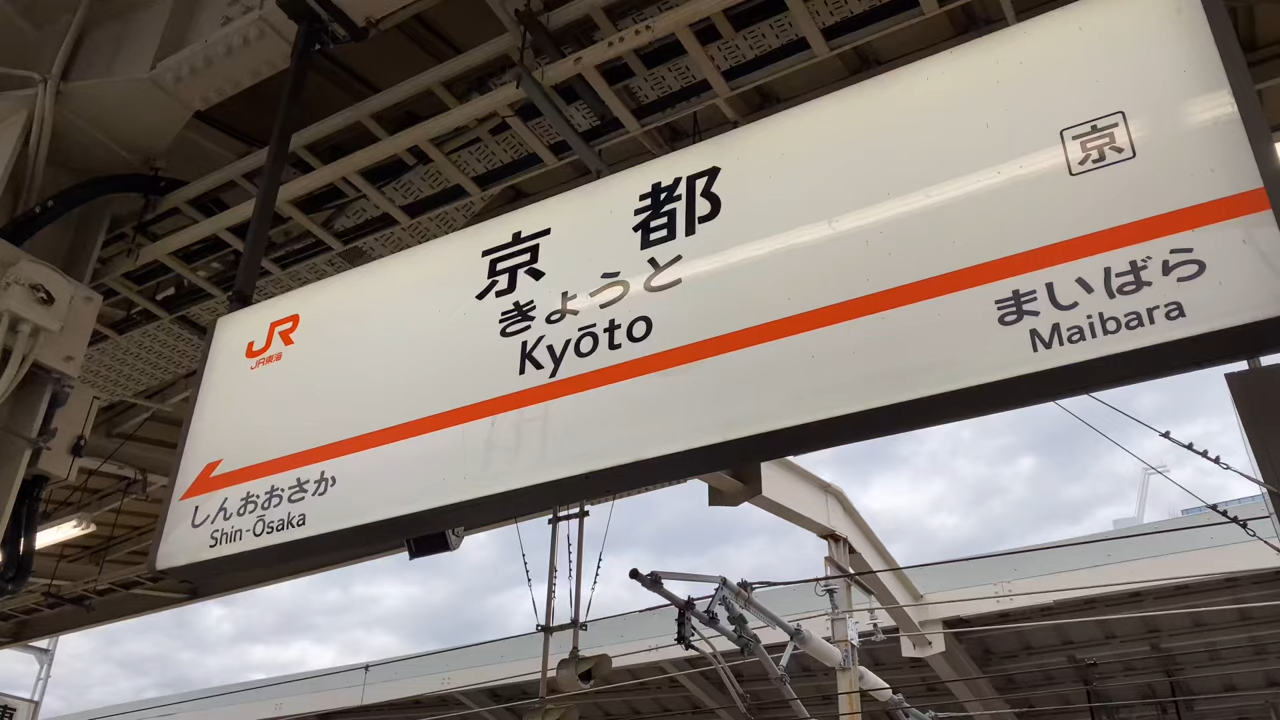 京都
京
きょうと
Kyōto
JR
JR東海
まいばら
Maibara
しんおおさか
Shin-Ōsaka